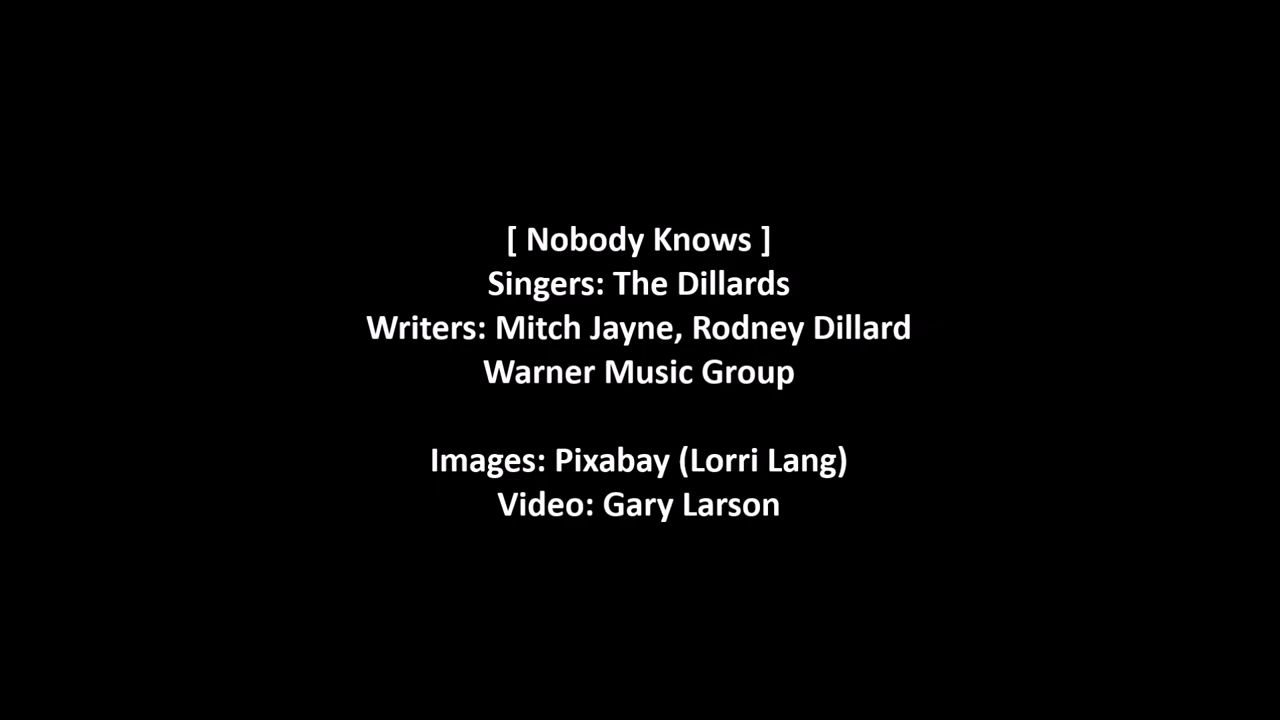 [ Nobody Knows ]
Singers: The Dillards
Writers: Mitch Jayne, Rodney Dillard
Warner Music Group
Images: Pixabay (Lorri Lang)
Video: Gary Larson